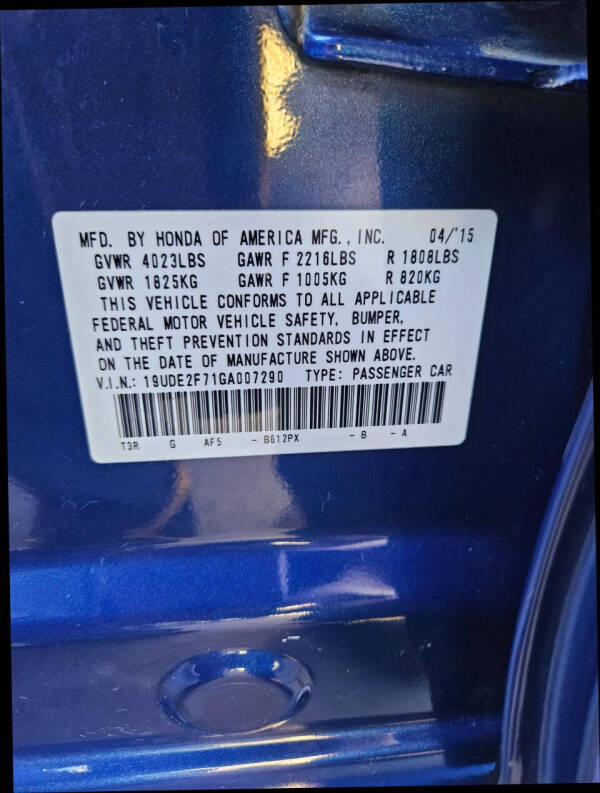 MFD. BY HONDA OF AMERICA MFG., INC. 04/'15
GVWR 4023LBS GAWR F 2216LBS R 1808LBS
GVWR 1825KG GAWR F 1005KG R 820KG
THIS VEHICLE CONFORMS TO ALL APPLICABLE
FEDERAL MOTOR VEHICLE SAFETY, BUMPER,
AND THEFT PREVENTION STANDARDS IN EFFECT
ON THE DATE OF MANUFACTURE SHOWN ABOVE.
V.I.N.: 19UDE2F71GA007290 TYPE: PASSENGER CAR
T3R G AF5 - B612PX - B - A